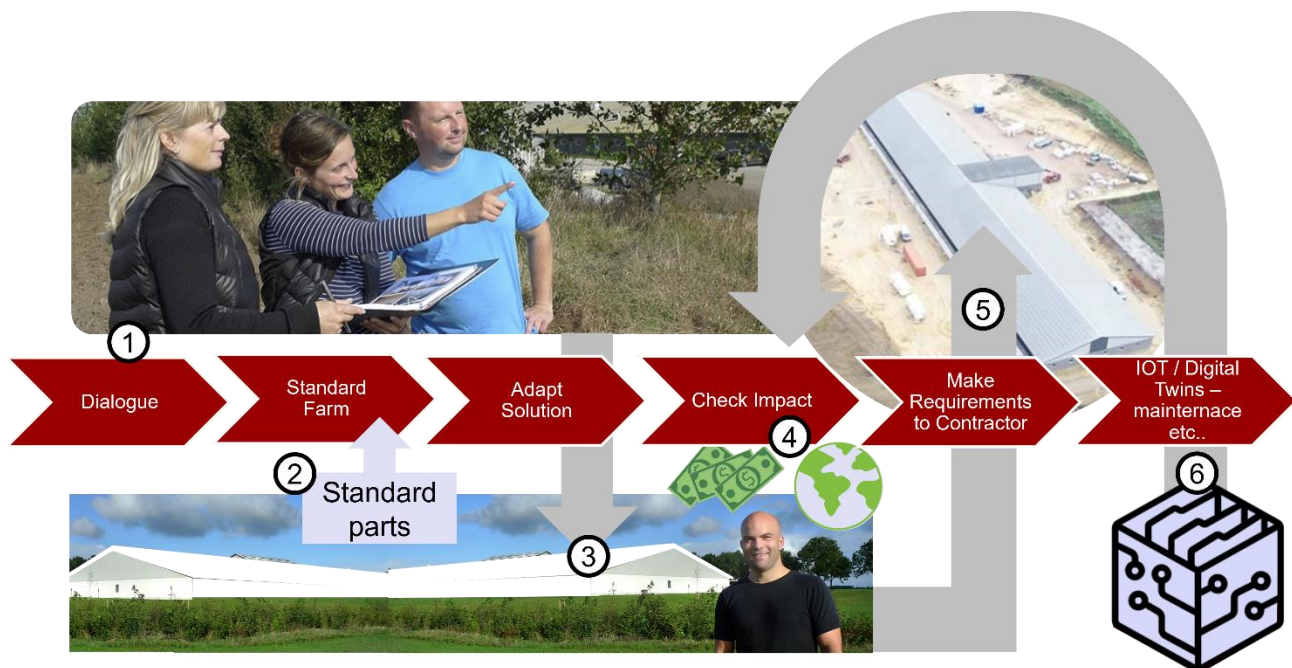 1
Dialogue
2
Standard
Farm
Standard
parts
Adapt
Solution
3
Check Impact
4
Make
Requirements
to Contractor
5
IOT / Digital
Twins –
mainternace
etc..
6